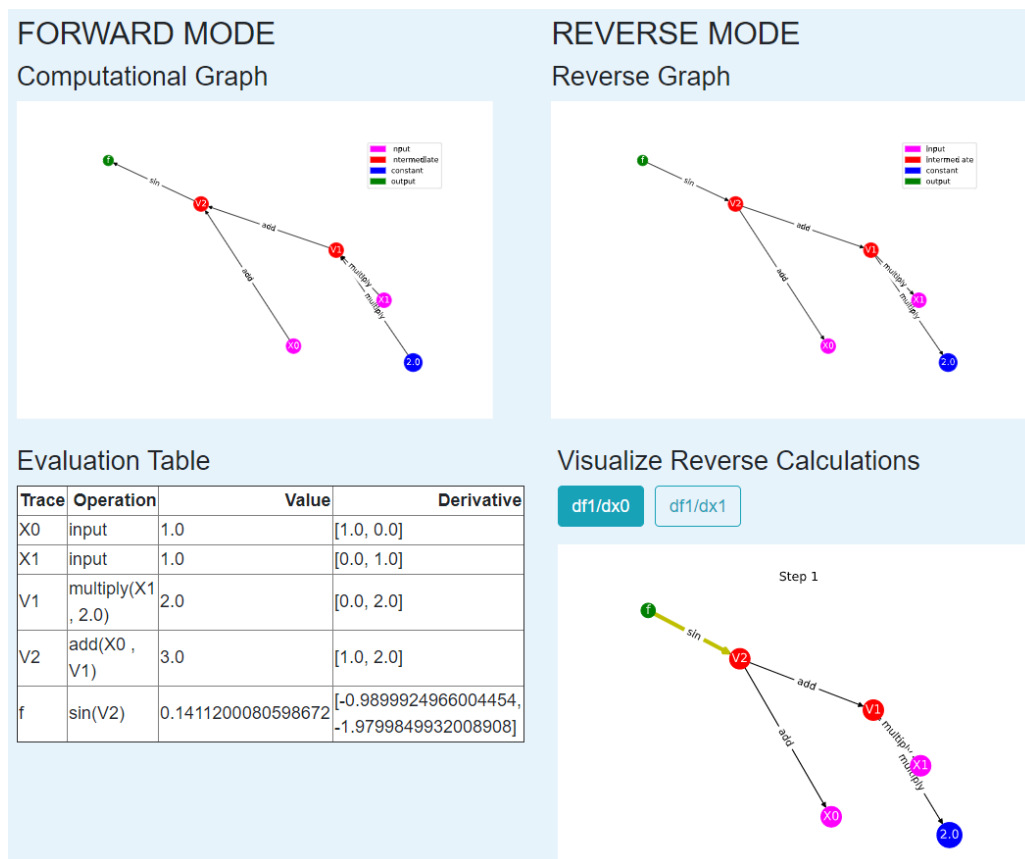 FORWARD MODE
Computational Graph
nput
ntermediate
constant
output
f
sin
V2
add
V1
add
multiply
X1
multiply
X0
2.0
REVERSE MODE
Reverse Graph
Input
Intermediate
constant
output
f
sin
V2
add
V1
add
multiply
X1
multiply
X0
2.0
Evaluation Table
Trace Operation Value Derivative
X0 input 1.0 [1.0, 0.0]
X1 input 1.0 [0.0, 1.0]
V1 multiply(X1 , 2.0) 2.0 [0.0, 2.0]
V2 add(X0 , V1) 3.0 [1.0, 2.0]
f sin(V2) 0.1411200080598672 [-0.9899924966004454, -1.9799849932008908]
Visualize Reverse Calculations
df1/dx0 df1/dx1
Step 1
f
sin
V2
add
V1
add
multiply
X1
multiply
X0
2.0